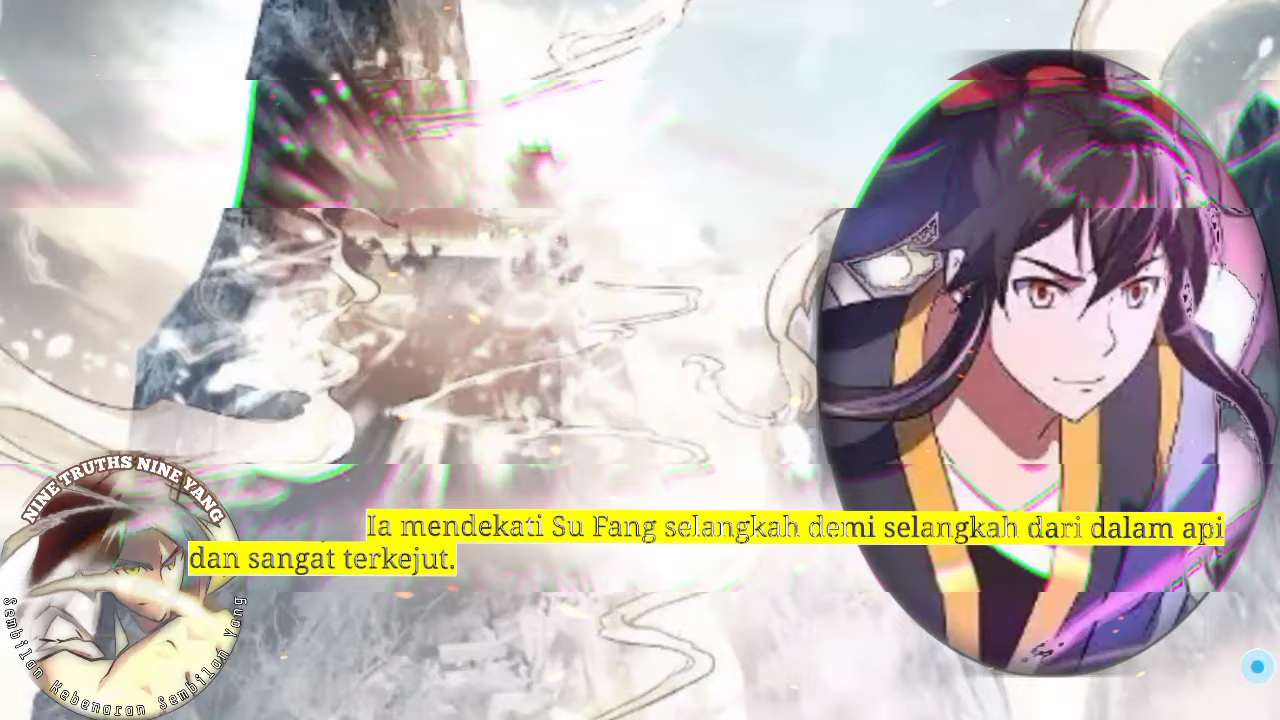 NINE TRUTHS NINE YANG
Ia mendekati Su Fang selangkah demi selangkah dari dalam api
dan sangat terkejut.
Sembilan Kebenaran Sembilan Yang